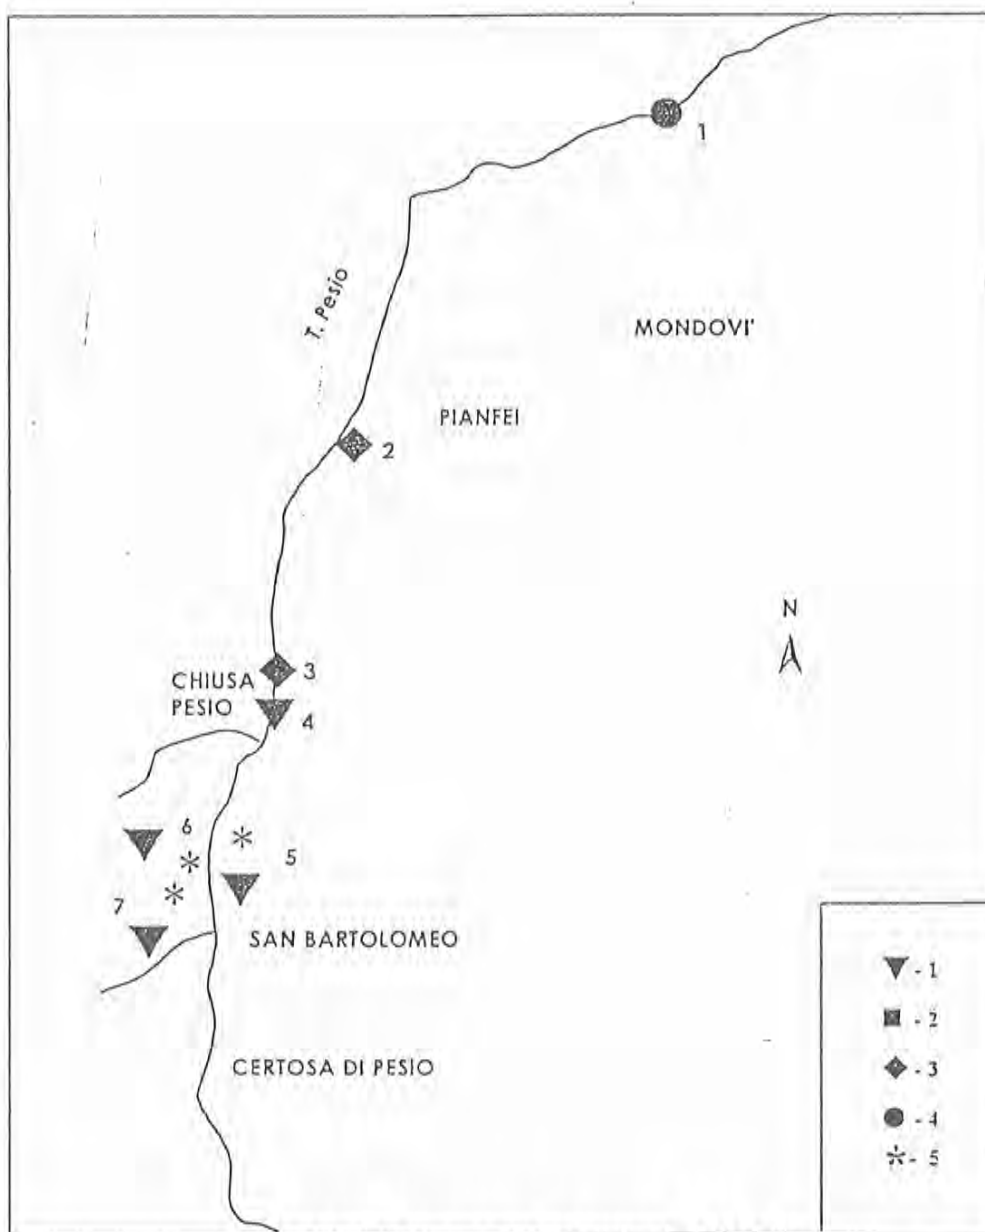 1
T. Pesio
MONDOVI'
PIANFEI
2
N
3
CHIUSA
PESIO
4
6
5
7
SAN BARTOLOMEO
CERTOSA DI PESIO
- 1
- 2
- 3
- 4
- 5